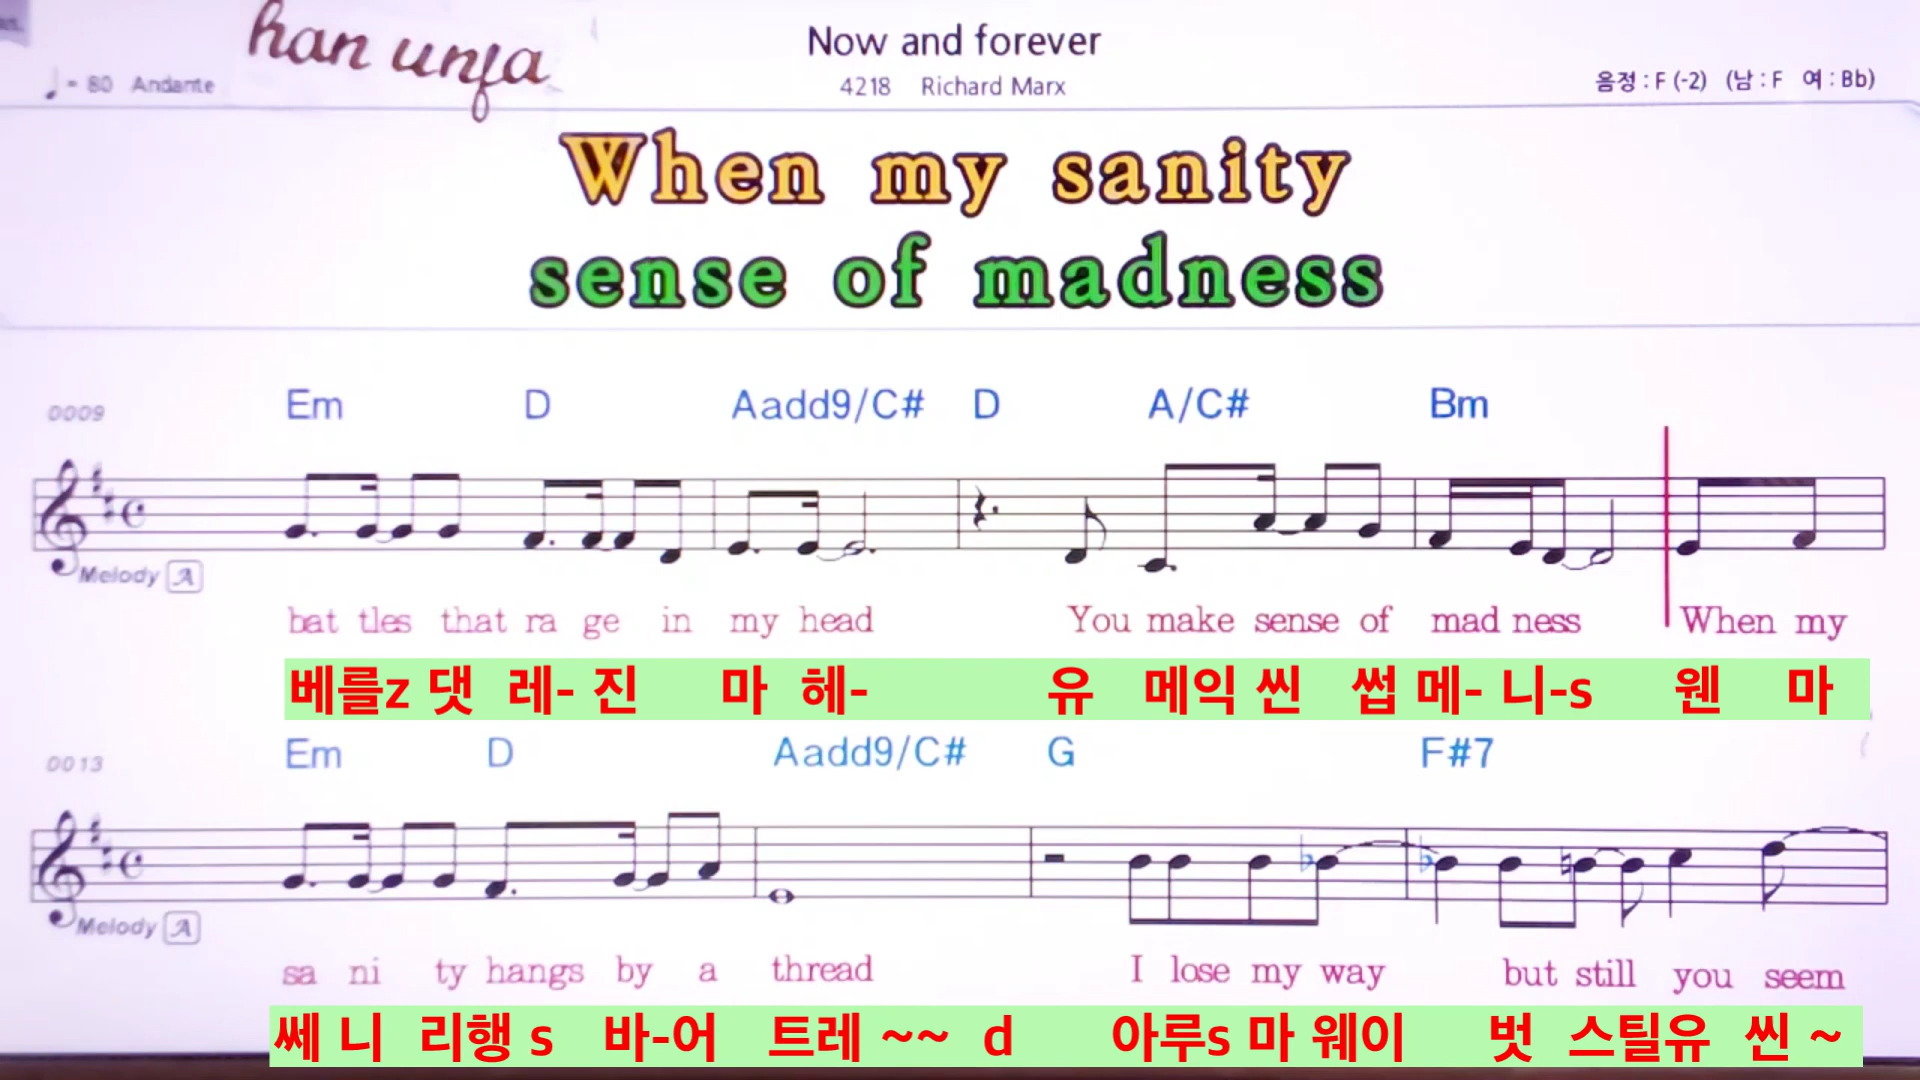 han unfa
Now and forever
♩= 80 Andante
4218 Richard Marx
음정 : F (-2) (남 : F 여 : Bb)
When my sanity
sense of madness
0009 Em D Aadd9/C# D A/C# Bm
Melody A
bat tles that ra ge in my head You make sense of mad ness When my
베를z 댓 레- 진 마 헤- 유 메익 씬 썹 메- 니-s 웬 마
0013 Em D Aadd9/C# G F#7
Melody A
sa ni ty hangs by a thread I lose my way but still you seem
쎄 니 리행 s 바-어 트레 ~~ d 아루s 마 웨이 벗 스틸유 씬 ~